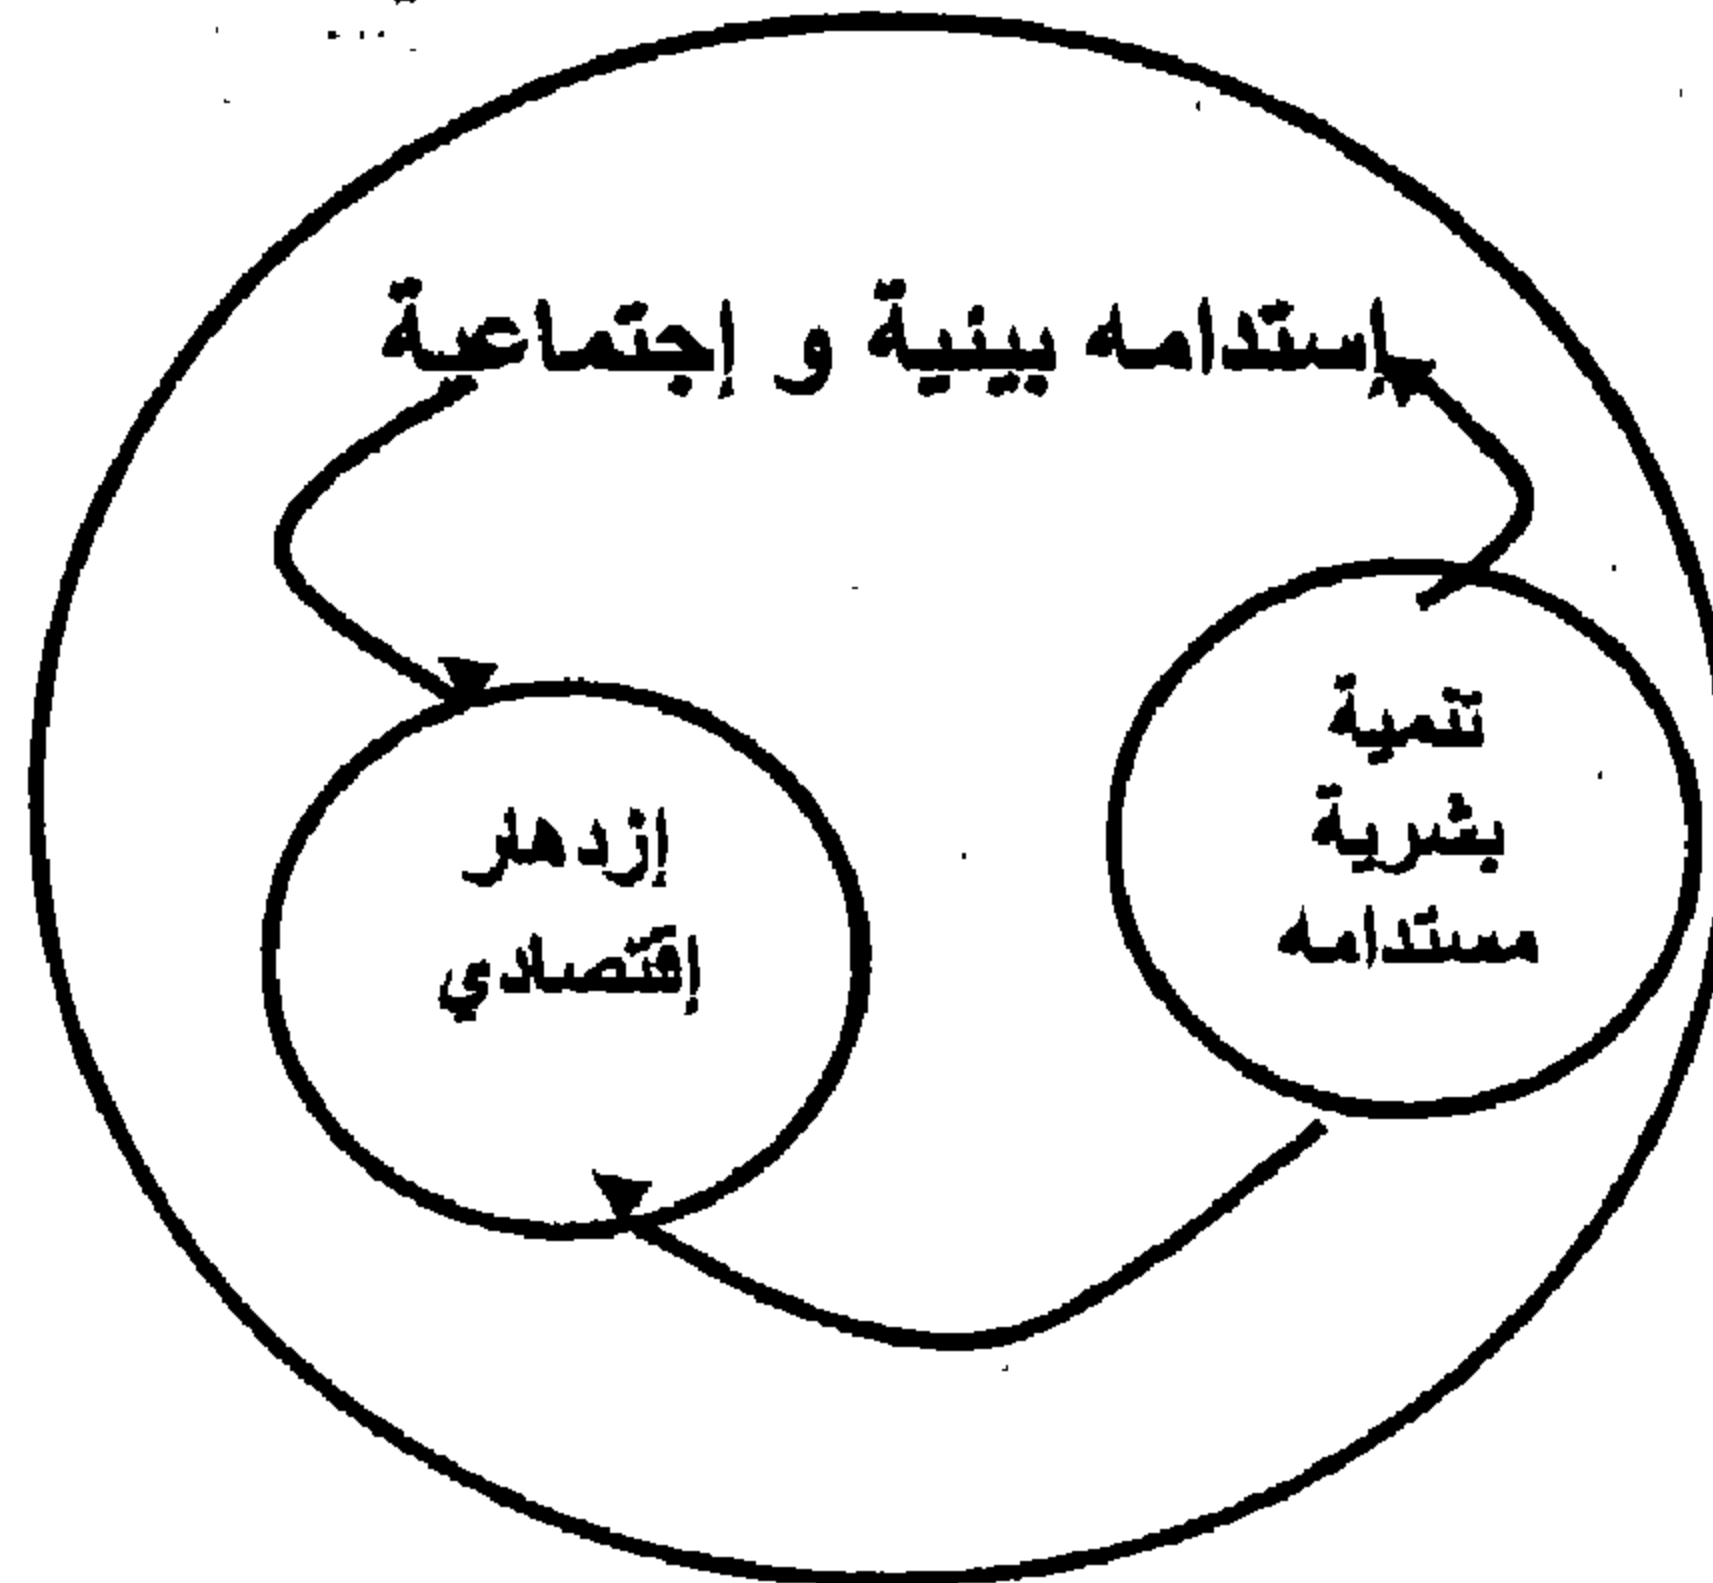 إستدامه بيئية و إجتماعية
تنمية
بشرية
مستدامه
إزدهار
إقتصادي